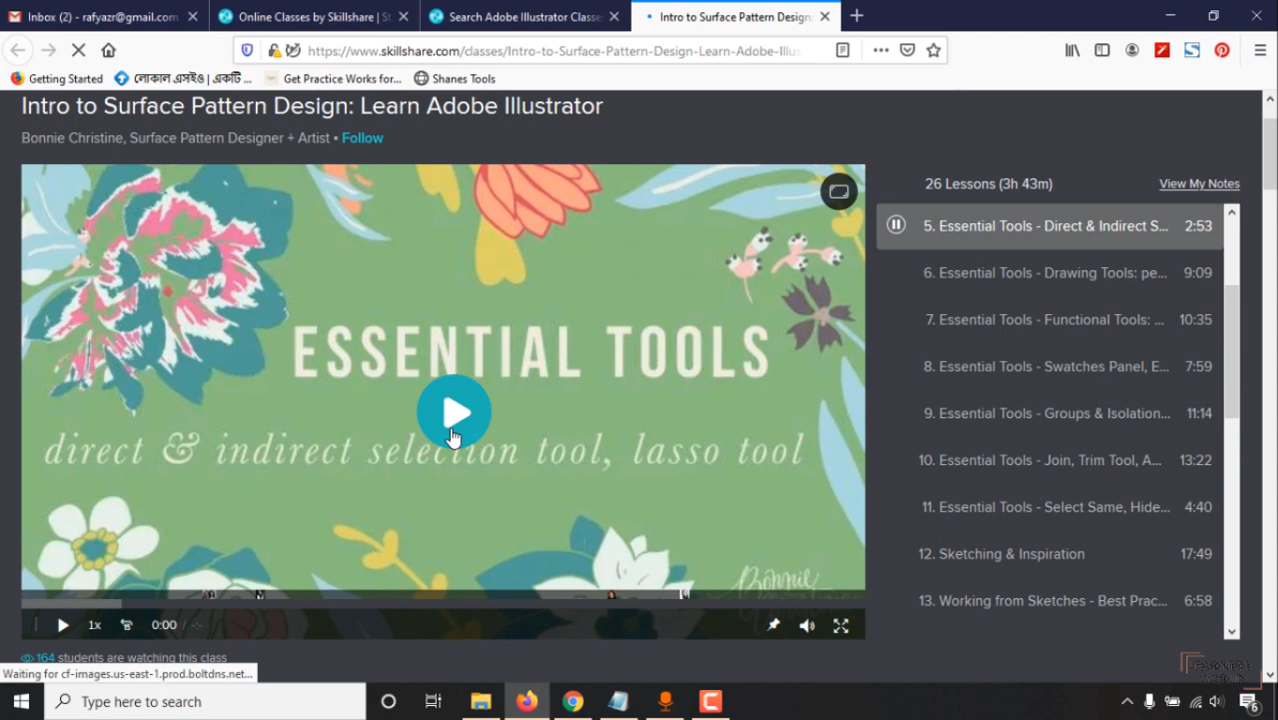 Inbox (2) - rafyazr@gmail.com
Online Classes by Skillshare | St
Search Adobe Illustrator Classes
Intro to Surface Pattern Design:
https://www.skillshare.com/classes/Intro-to-Surface-Pattern-Design-Learn-Adobe-Illus
Getting Started
লোকাল এসইও | একটি ...
Get Practice Works for...
Shanes Tools
Intro to Surface Pattern Design: Learn Adobe Illustrator
Bonnie Christine, Surface Pattern Designer + Artist • Follow
ESSENTIAL TOOLS
direct & indirect selection tool, lasso tool
Bonnie
1x
0:00 / -:-
26 Lessons (3h 43m)
View My Notes
5. Essential Tools - Direct & Indirect S... 2:53
6. Essential Tools - Drawing Tools: pe... 9:09
7. Essential Tools - Functional Tools: ... 10:35
8. Essential Tools - Swatches Panel, E... 7:59
9. Essential Tools - Groups & Isolation... 11:14
10. Essential Tools - Join, Trim Tool, A... 13:22
11. Essential Tools - Select Same, Hide... 4:40
12. Sketching & Inspiration 17:49
13. Working from Sketches - Best Prac... 6:58
164 students are watching this class
Waiting for cf-images.us-east-1.prod.boltdns.net...
Type here to search
6